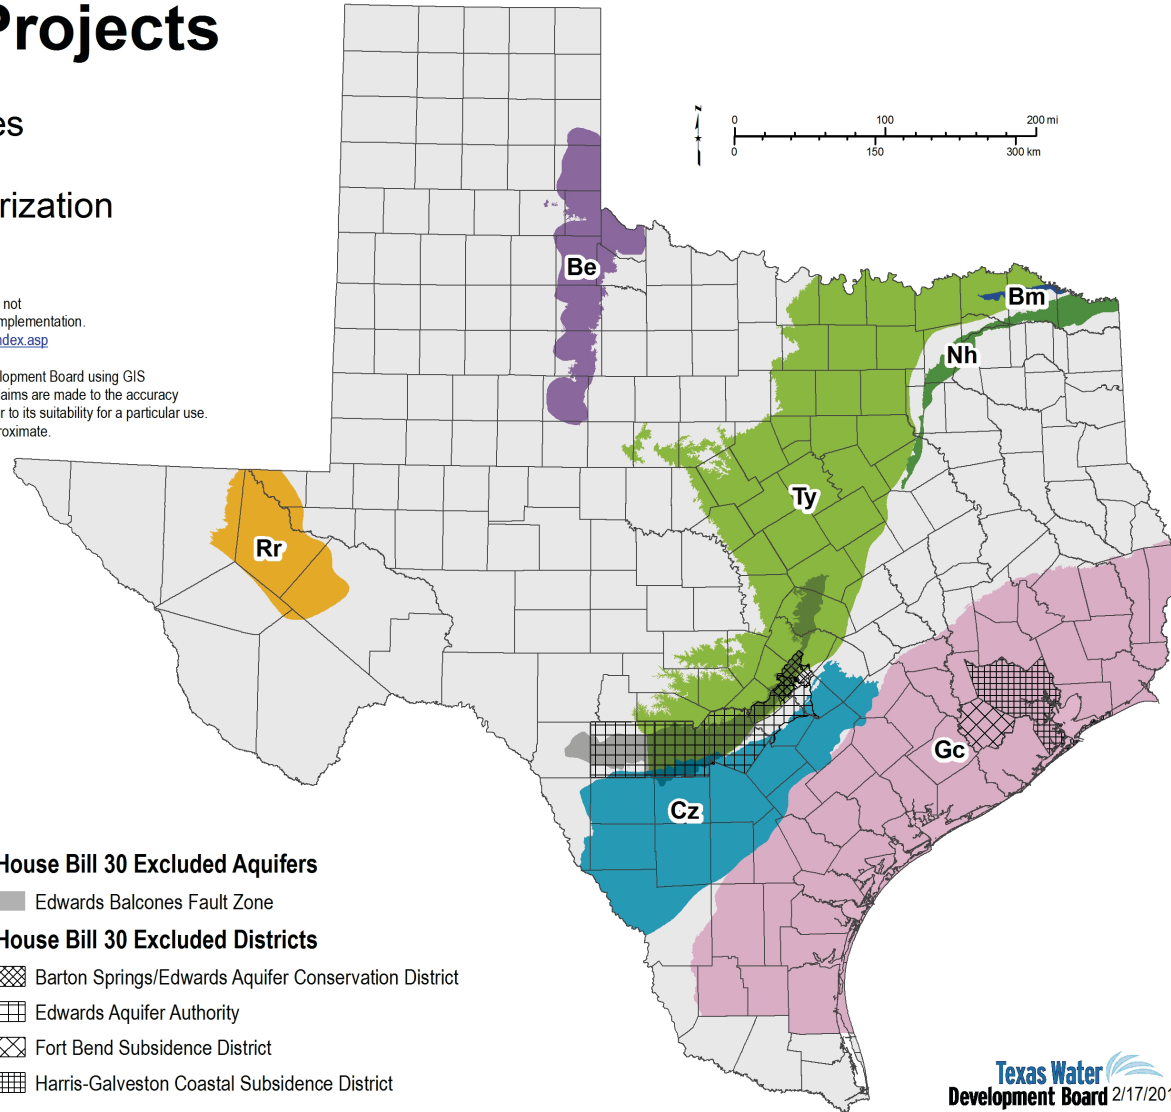 Projects
es
rization
not
mplementation.
ndex.asp
lopment Board using GIS
aims are made to the accuracy
r to its suitability for a particular use.
roximate.
N
0 100 200 mi
0 150 300 km
Be
Bm
Nh
Ty
Rr
Gc
Cz
House Bill 30 Excluded Aquifers
Edwards Balcones Fault Zone
House Bill 30 Excluded Districts
Barton Springs/Edwards Aquifer Conservation District
Edwards Aquifer Authority
Fort Bend Subsidence District
Harris-Galveston Coastal Subsidence District
Texas Water
Development Board 2/17/201